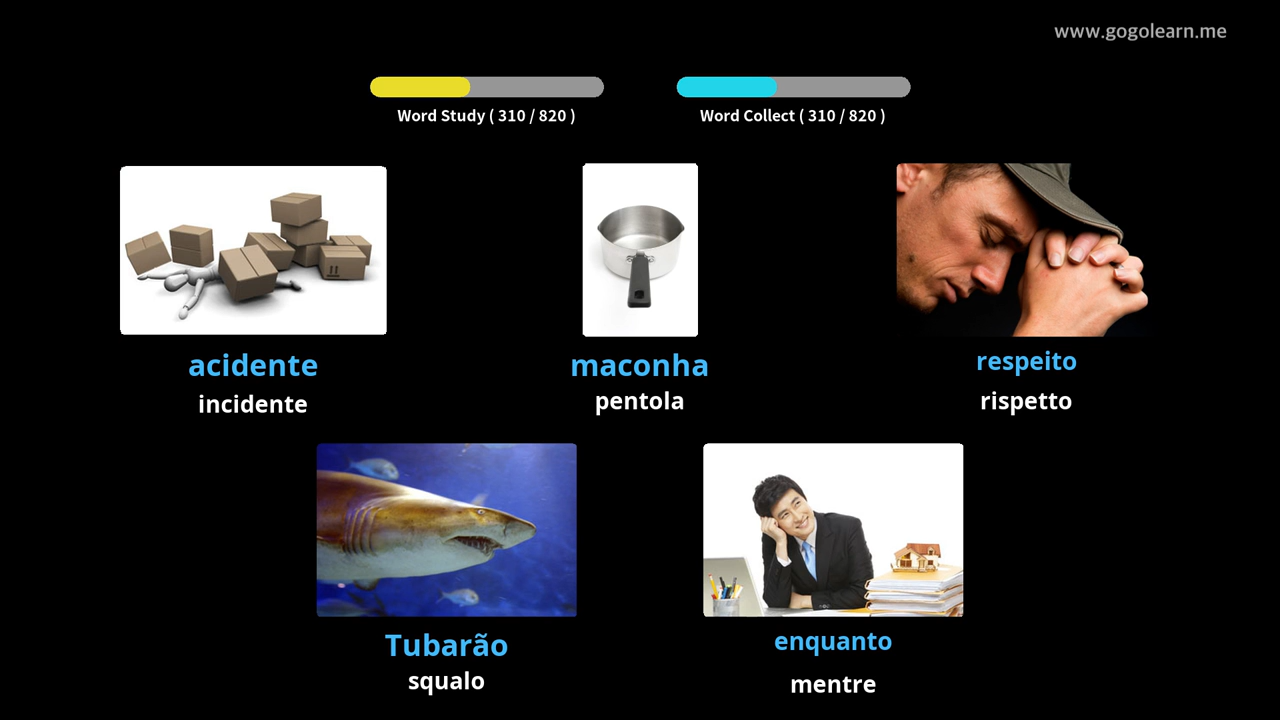 www.gogolearn.me
Word Study ( 310 / 820 )
Word Collect ( 310 / 820 )
acidente
incidente
maconha
pentola
respeito
rispetto
Tubarão
squalo
enquanto
mentre